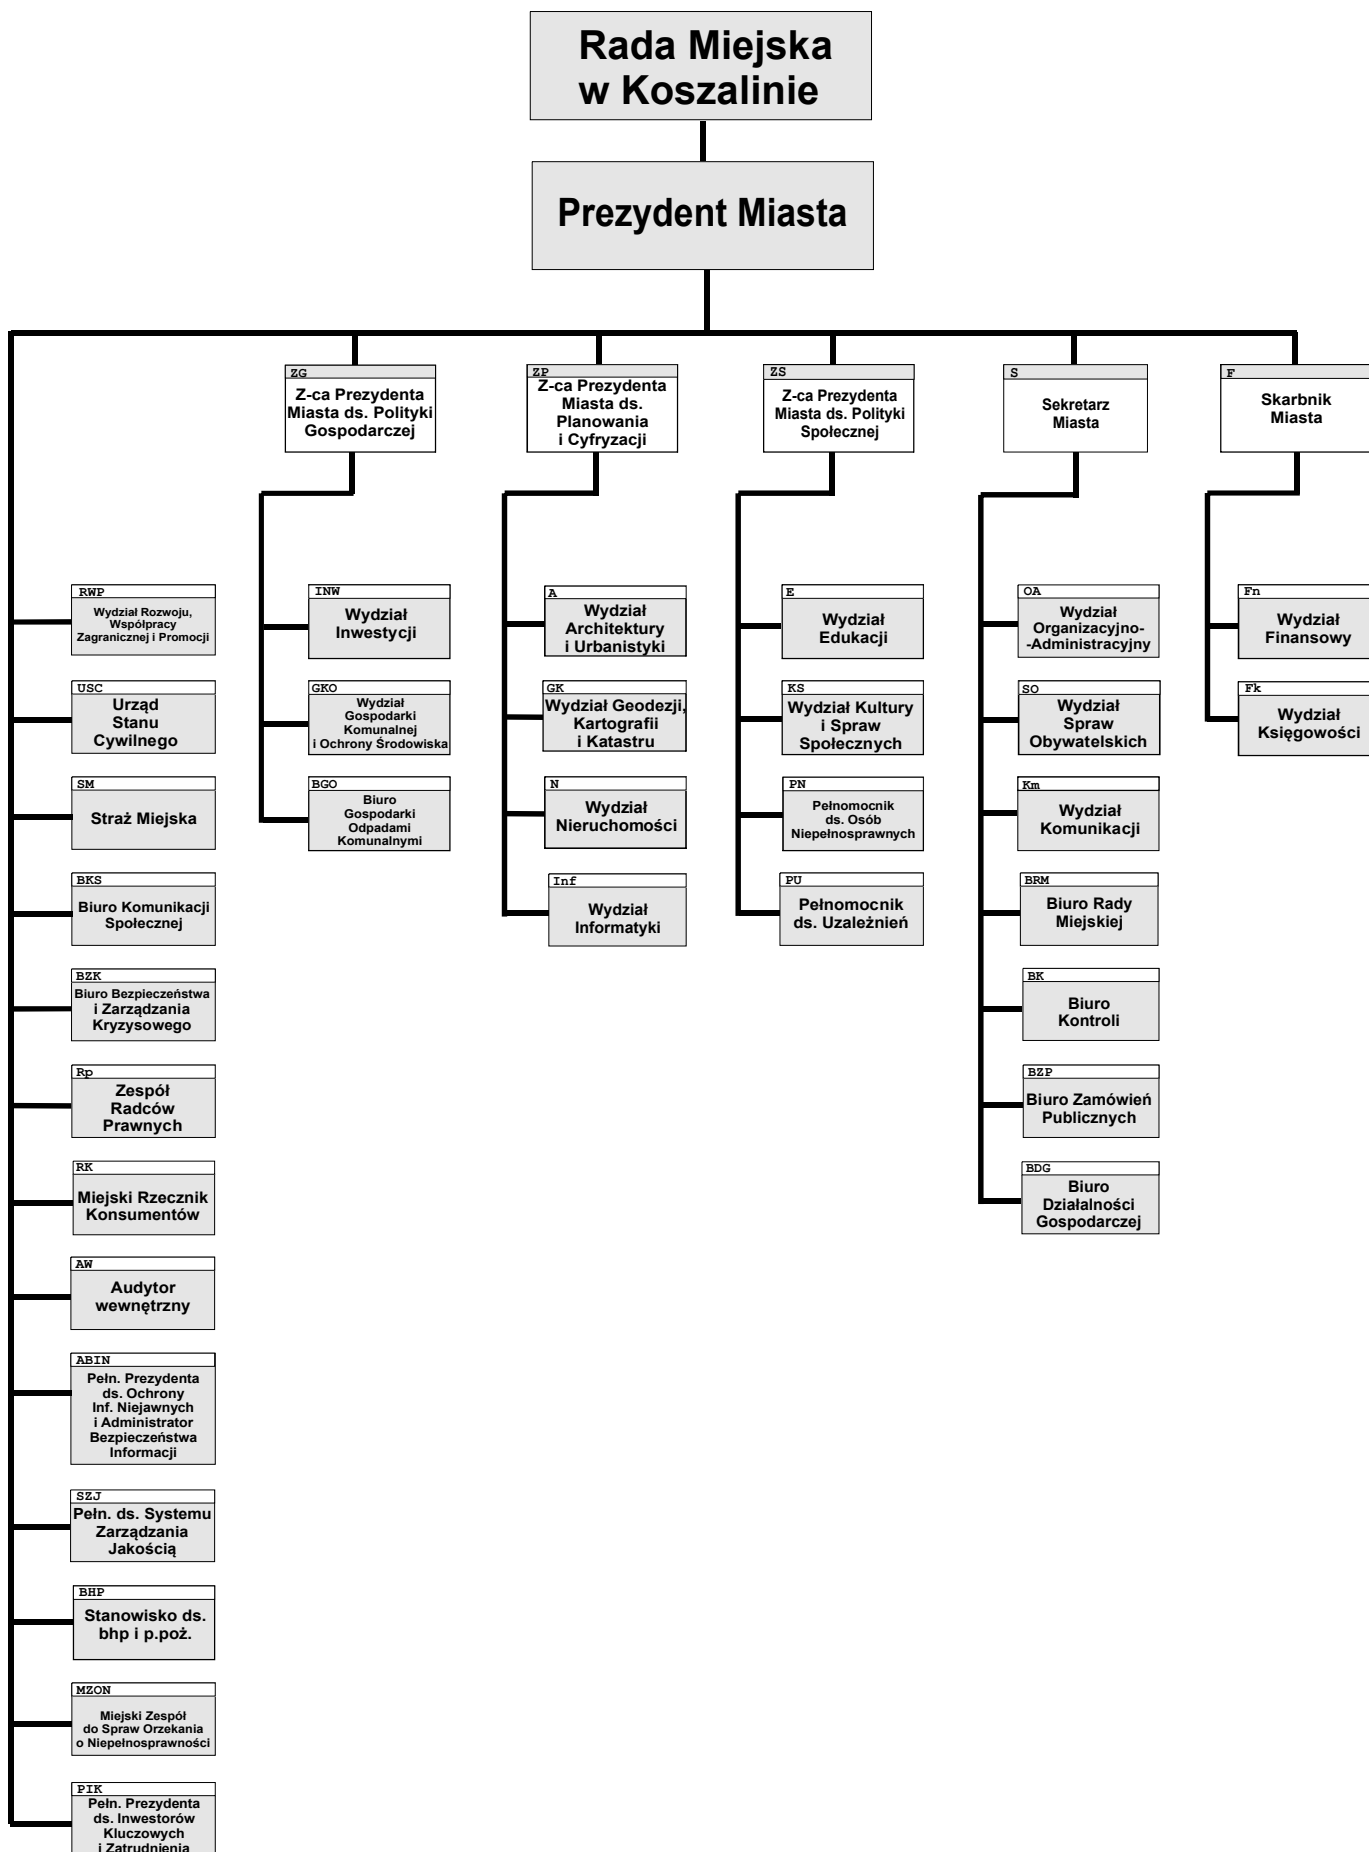 Rada Miejska
w Koszalinie
Prezydent Miasta
ZG
Z-ca Prezydenta
Miasta ds. Polityki
Gospodarczej
ZP
Z-ca Prezydenta
Miasta ds.
Planowania
i Cyfryzacji
ZS
Z-ca Prezydenta
Miasta ds. Polityki
Społecznej
S
Sekretarz
Miasta
F
Skarbnik
Miasta
RWP
Wydział Rozwoju,
Współpracy
Zagranicznej i Promocji
USC
Urząd
Stanu
Cywilnego
SM
Straż Miejska
BKS
Biuro Komunikacji
Społecznej
BZK
Biuro Bezpieczeństwa
i Zarządzania
Kryzysowego
Rp
Zespół
Radców
Prawnych
RK
Miejski Rzecznik
Konsumentów
AW
Audytor
wewnętrzny
ABIN
Pełn. Prezydenta
ds. Ochrony
Inf. Niejawnych
i Administrator
Bezpieczeństwa
Informacji
SZJ
Pełn. ds. Systemu
Zarządzania
Jakością
BHP
Stanowisko ds.
bhp i p.poż.
MZON
Miejski Zespół
do Spraw Orzekania
o Niepełnosprawności
PIK
Pełn. Prezydenta
ds. Inwestorów
Kluczowych
i Zatrudnienia
INW
Wydział
Inwestycji
GKO
Wydział
Gospodarki
Komunalnej
i Ochrony Środowiska
BGO
Biuro
Gospodarki
Odpadami
Komunalnymi
A
Wydział
Architektury
i Urbanistyki
GK
Wydział Geodezji,
Kartografii
i Katastru
N
Wydział
Nieruchomości
Inf
Wydział
Informatyki
E
Wydział
Edukacji
KS
Wydział Kultury
i Spraw
Społecznych
PN
Pełnomocnik
ds. Osób
Niepełnosprawnych
PU
Pełnomocnik
ds. Uzależnień
OA
Wydział
Organizacyjno-
-Administracyjny
SO
Wydział
Spraw
Obywatelskich
Km
Wydział
Komunikacji
BRM
Biuro Rady
Miejskiej
BK
Biuro
Kontroli
BZP
Biuro Zamówień
Publicznych
BDG
Biuro
Działalności
Gospodarczej
Fn
Wydział
Finansowy
Fk
Wydział
Księgowości